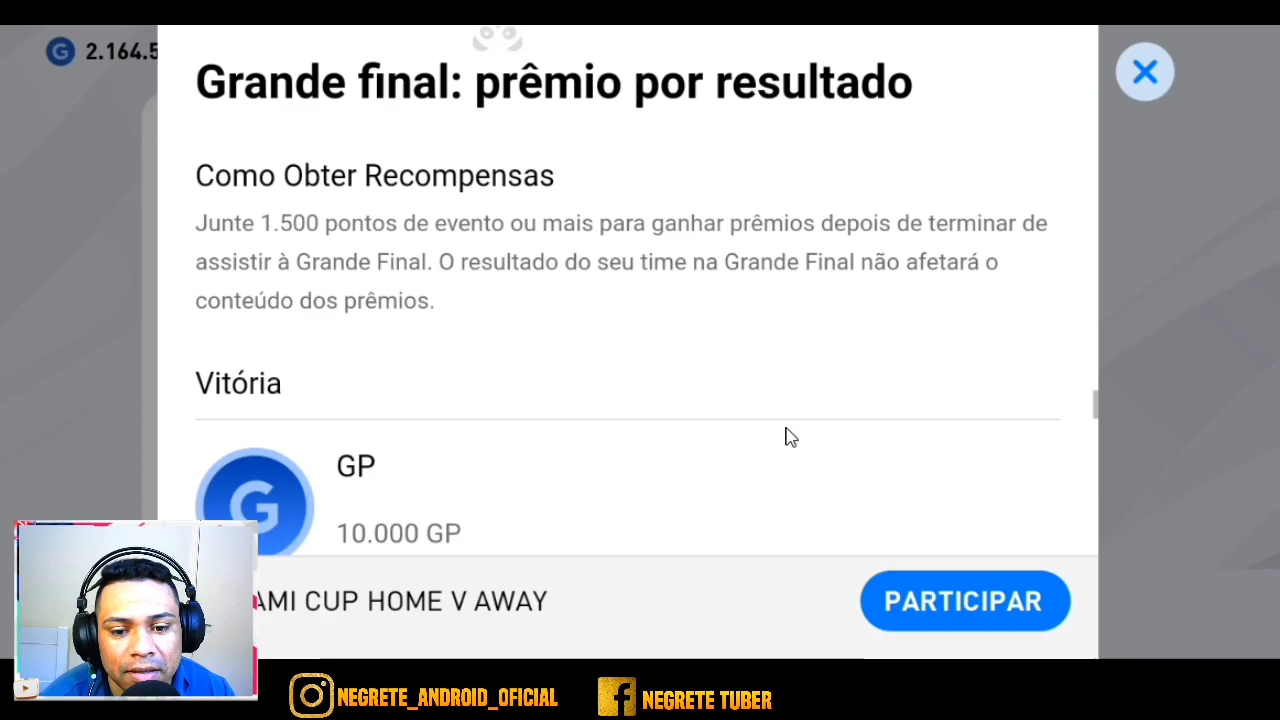 G 2.164.5
Grande final: prêmio por resultado
Como Obter Recompensas
Junte 1.500 pontos de evento ou mais para ganhar prêmios depois de terminar de
assistir à Grande Final. O resultado do seu time na Grande Final não afetará o
conteúdo dos prêmios.
Vitória
GP
G
10.000 GP
AMI CUP HOME V AWAY
PARTICIPAR
NEGRETE_ANDROID_OFICIAL
NEGRETE TUBER